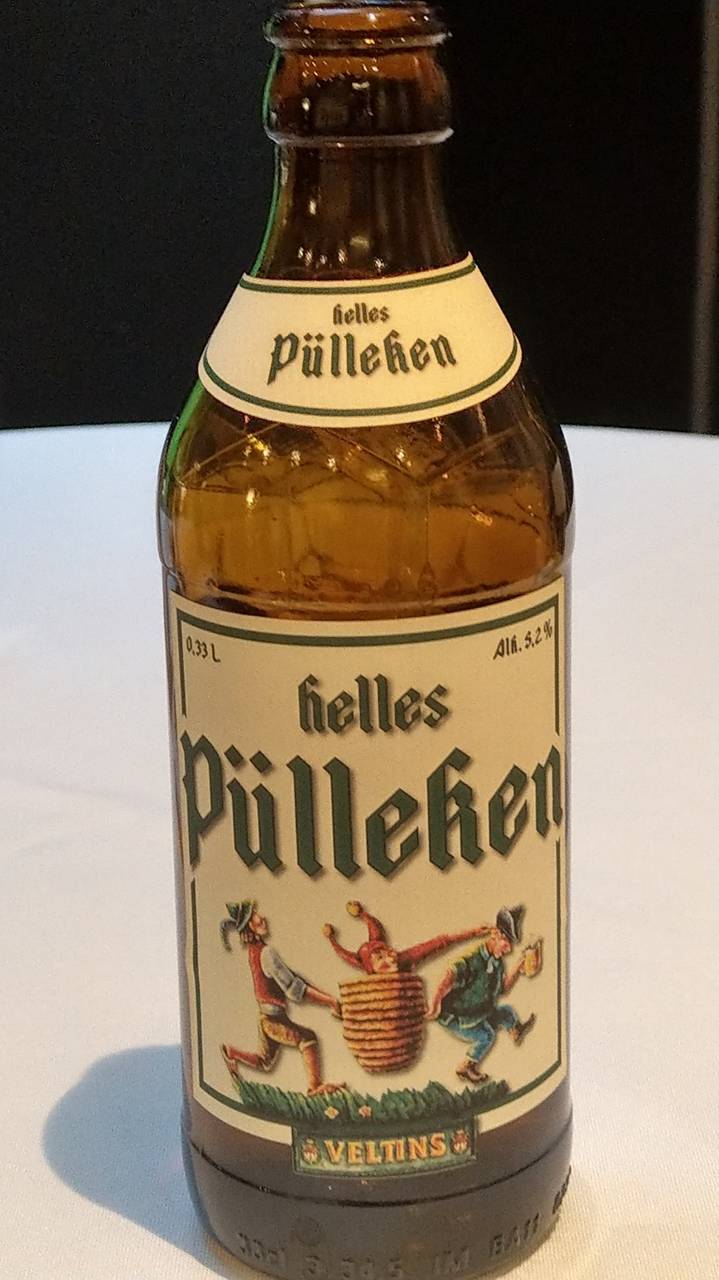 helles
Pülleken
0,33 L
Alk. 5,2 %
helles
Pülleken
VELTINS